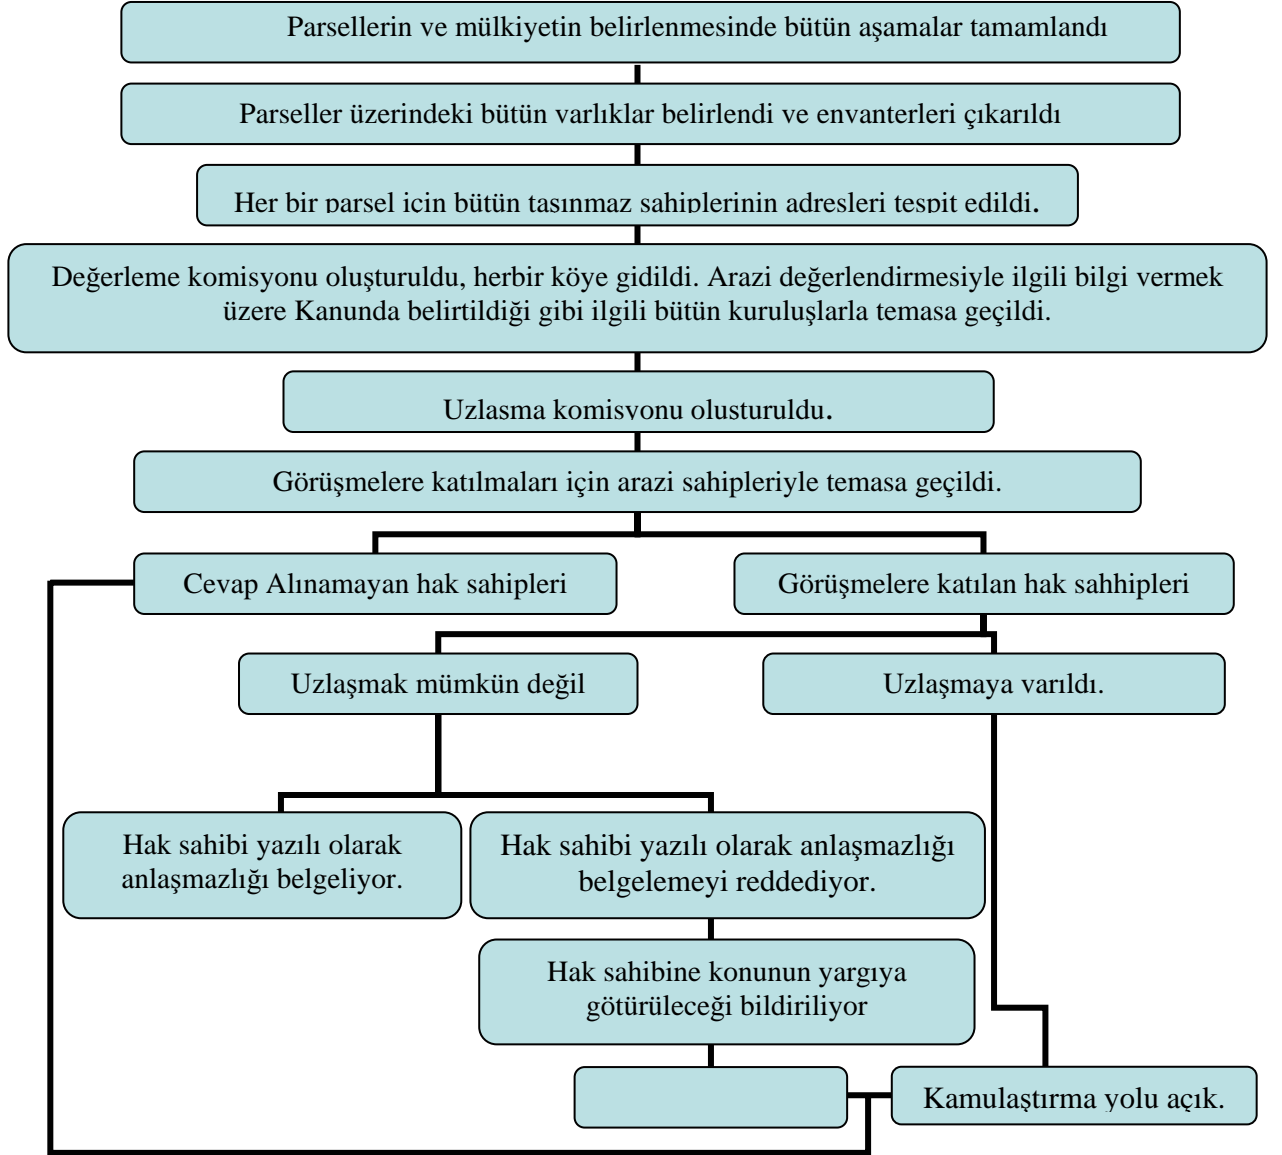 Parsellerin ve mülkiyetin belirlenmesinde bütün aşamalar tamamlandı
Parseller üzerindeki bütün varlıklar belirlendi ve envanterleri çıkarıldı
Her bir parsel için bütün taşınmaz sahiplerinin adresleri tespit edildi.
Değerleme komisyonu oluşturuldu, herbir köye gidildi. Arazi değerlendirmesiyle ilgili bilgi vermek
üzere Kanunda belirtildiği gibi ilgili bütün kuruluşlarla temasa geçildi.
Uzlaşma komisyonu oluşturuldu.
Görüşmelere katılmaları için arazi sahipleriyle temasa geçildi.
Cevap Alınamayan hak sahipleri
Görüşmelere katılan hak sahhipleri
Uzlaşmak mümkün değil
Uzlaşmaya varıldı.
Hak sahibi yazılı olarak
anlaşmazlığı belgeliyor.
Hak sahibi yazılı olarak anlaşmazlığı
belgelemeyi reddediyor.
Hak sahibine konunun yargıya
götürüleceği bildiriliyor
Kamulaştırma yolu açık.